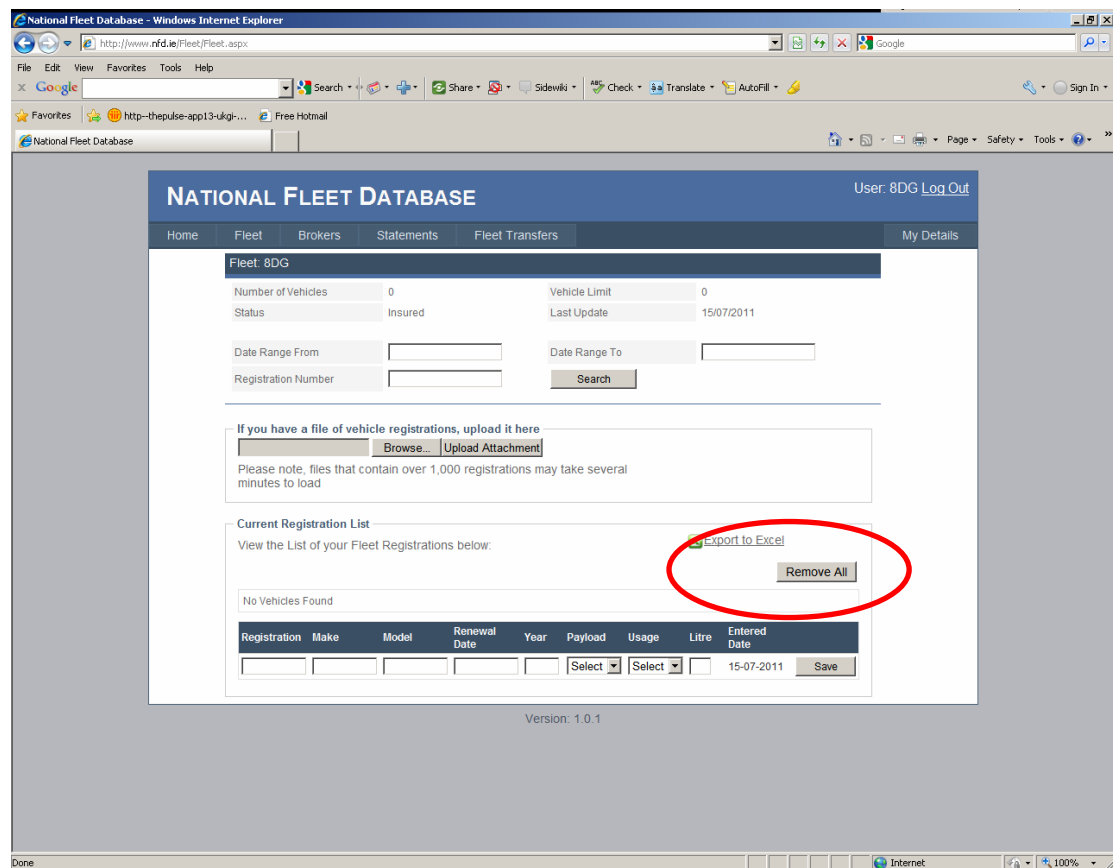 National Fleet Database - Windows Internet Explorer
http://www.nfd.ie/Fleet/Fleet.aspx
Google
File Edit View Favorites Tools Help
x Google Search Share Sidewiki ABC Check Translate AutoFill Sign In
Favorites http--thepulse-app13-ukgi-... Free Hotmail
National Fleet Database Page Safety Tools »
NATIONAL FLEET DATABASE User: 8DG Log Out
Home Fleet Brokers Statements Fleet Transfers My Details
Fleet: 8DG
Number of Vehicles 0 Vehicle Limit 0
Status Insured Last Update 15/07/2011
Date Range From Date Range To
Registration Number Search
If you have a file of vehicle registrations, upload it here
Browse... Upload Attachment
Please note, files that contain over 1,000 registrations may take several
minutes to load
Current Registration List
View the List of your Fleet Registrations below: Export to Excel
Remove All
No Vehicles Found
Registration Make Model Renewal Date Year Payload Usage Litre Entered Date
Select Select 15-07-2011 Save
Version: 1.0.1
Done Internet 100%